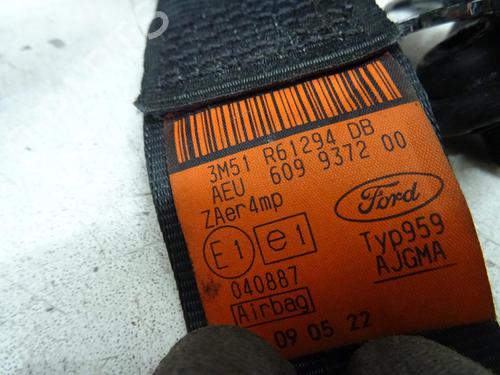 3M51 R61294 DB
AEU 609 9372 00
ZAer4mp
Ford
E1 e1
Typ959
AJGMA
040887
Airbag
09 05 22